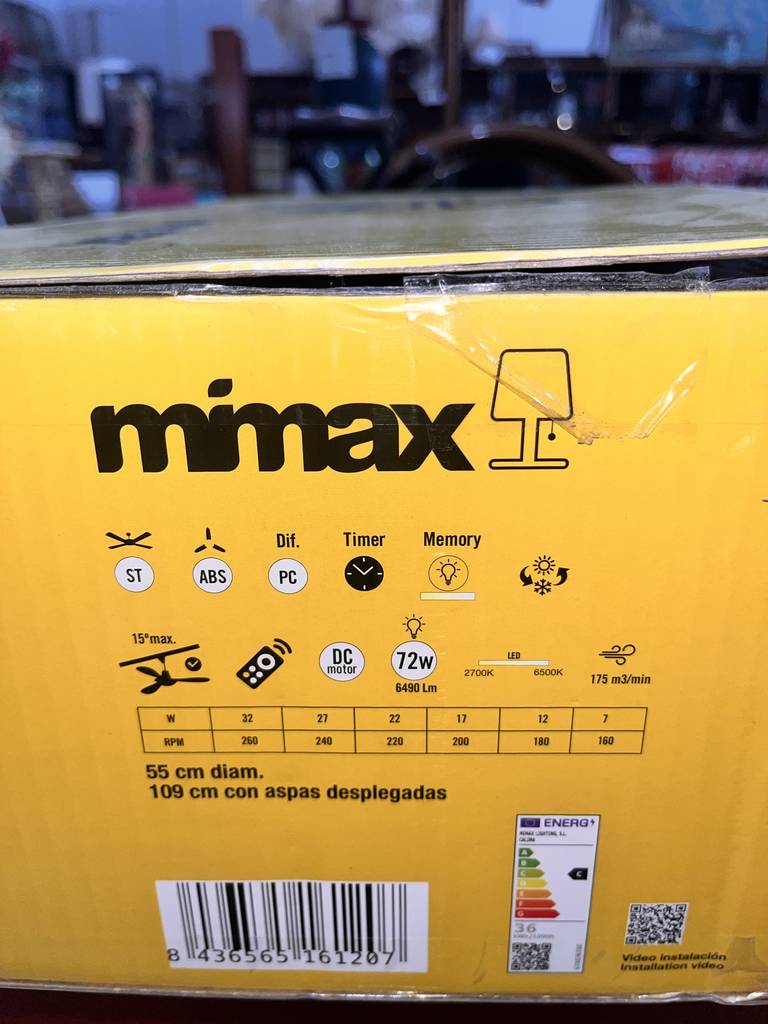 mimax
Dif. Timer Memory
ST ABS PC
15°max.
DC motor
72w
6490 Lm
LED
2700K 6500K
175 m3/min
W 32 27 22 17 12 7
RPM 260 240 220 200 180 160
55 cm diam.
109 cm con aspas desplegadas
ENERG
MIMAX LIGHTING, S.L.
A
B
C
D
E
F
G
C
36
8 436565 161207
Video instalación
Installation video